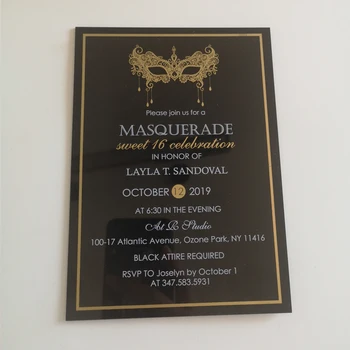 Please join us for a
MASQUERADE
sweet 16 celebration
IN HONOR OF
LAYLA T. SANDOVAL
OCTOBER 12 2019
AT 6:30 IN THE EVENING
At R Studio
100-17 Atlantic Avenue, Ozone Park, NY 11416
BLACK ATTIRE REQUIRED
RSVP TO Joselyn by October 1
AT 347.583.5931